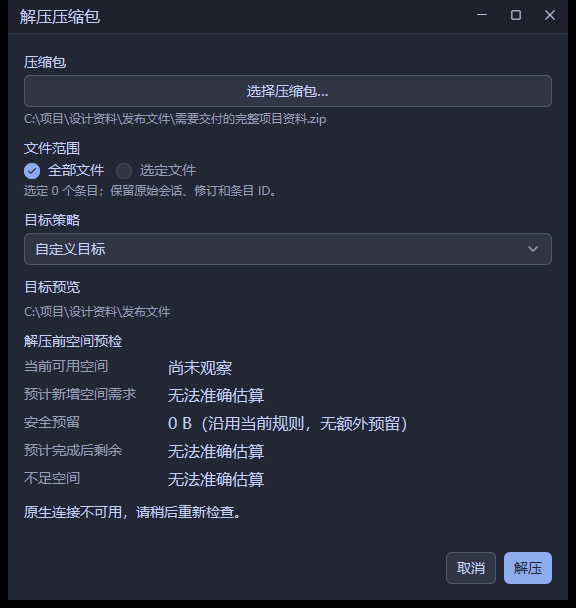 解压压缩包
压缩包
选择压缩包...
C:\项目\设计资料\发布文件\需要交付的完整项目资料.zip
文件范围
全部文件 选定文件
选定 0 个条目；保留原始会话、修订和条目 ID。
目标策略
自定义目标
目标预览
C:\项目\设计资料\发布文件
解压前空间预检
当前可用空间 尚未观察
预计新增空间需求 无法准确估算
安全预留 0 B（沿用当前规则，无额外预留）
预计完成后剩余 无法准确估算
不足空间 无法准确估算
原生连接不可用，请稍后重新检查。
取消 解压